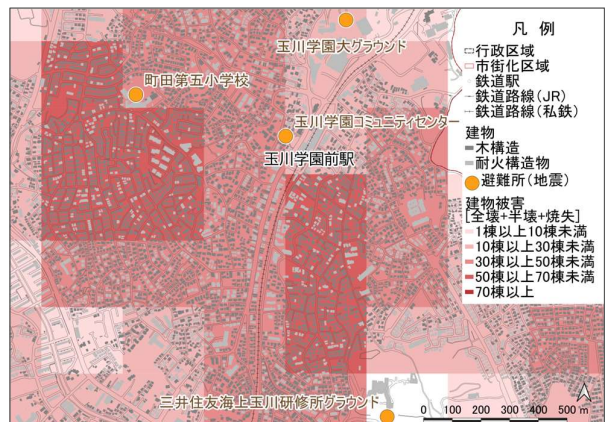 玉川学園大グラウンド
町田第五小学校
玉川学園コミュニティセンター
玉川学園前駅
三井住友海上玉川研修所グラウンド
凡 例
行政区域
市街化区域
鉄道駅
鉄道路線(JR)
鉄道路線(私鉄)
建物
木構造
耐火構造物
避難所(地震)
建物被害
[全壊+半壊+焼失]
1棟以上10棟未満
10棟以上30棟未満
30棟以上50棟未満
50棟以上70棟未満
70棟以上
0 100 200 300 400 500 m